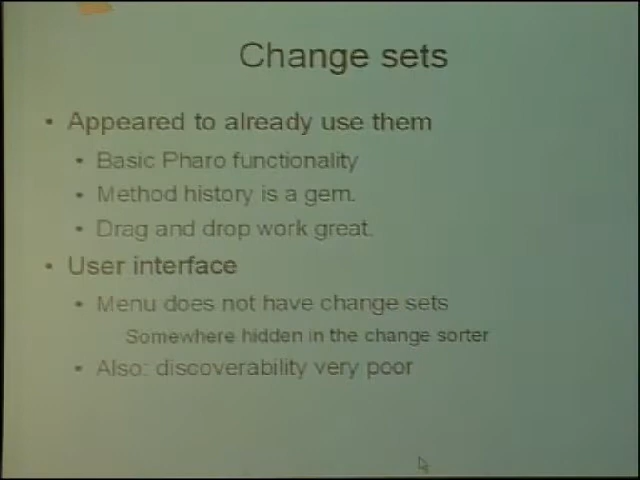 Change sets
• Appeared to already use them
• Basic Pharo functionality
• Method history is a gem.
• Drag and drop work great.
• User interface
• Menu does not have change sets
Somewhere hidden in the change sorter
• Also: discoverability very poor